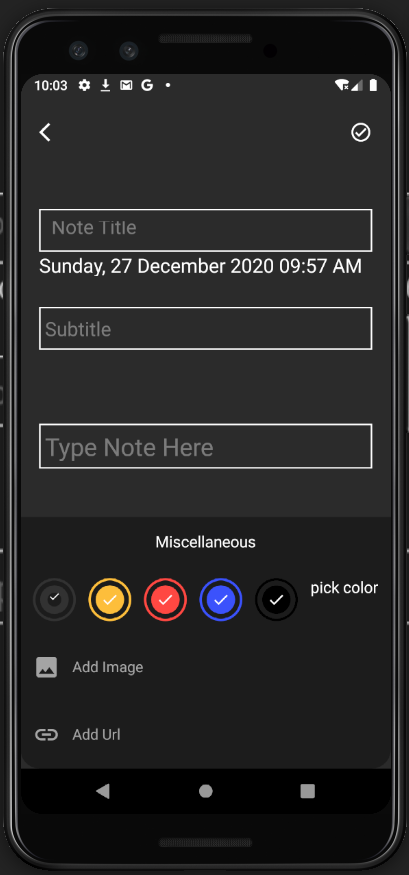 10:03
Note Title
Sunday, 27 December 2020 09:57 AM
Subtitle
Type Note Here
Miscellaneous
pick color
Add Image
Add Url